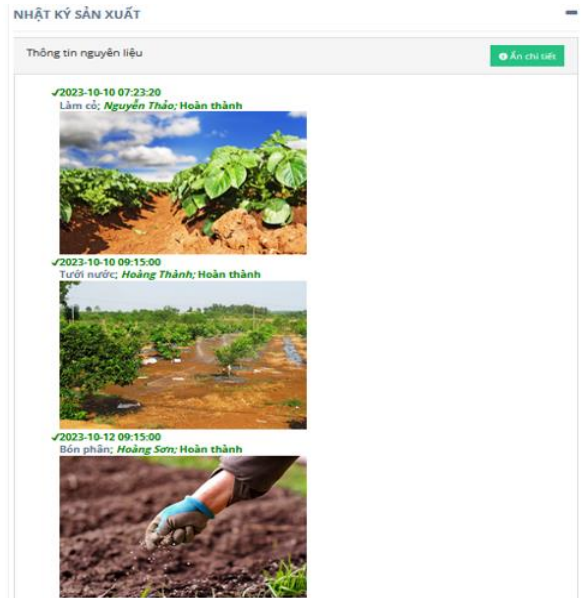 NHẬT KÝ SẢN XUẤT
Thông tin nguyên liệu
Ẩn chi tiết
✓2023-10-10 07:23:20
Làm cỏ; Nguyễn Thảo; Hoàn thành
✓2023-10-10 09:15:00
Tưới nước; Hoàng Thành; Hoàn thành
✓2023-10-12 09:15:00
Bón phân; Hoàng Sơn; Hoàn thành